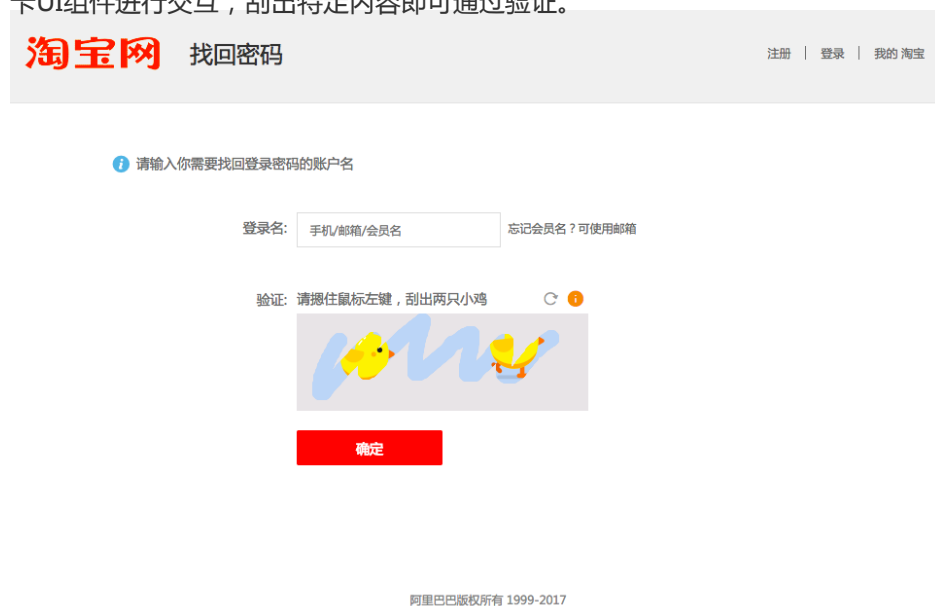 卡UI组件进行交互，刮出特定内容即可通过验证。
淘宝网 找回密码 注册 | 登录 | 我的 淘宝
请输入你需要找回登录密码的账户名
登录名: 手机/邮箱/会员名 忘记会员名？可使用邮箱
验证: 请摁住鼠标左键，刮出两只小鸡
确定
阿里巴巴版权所有 1999-2017